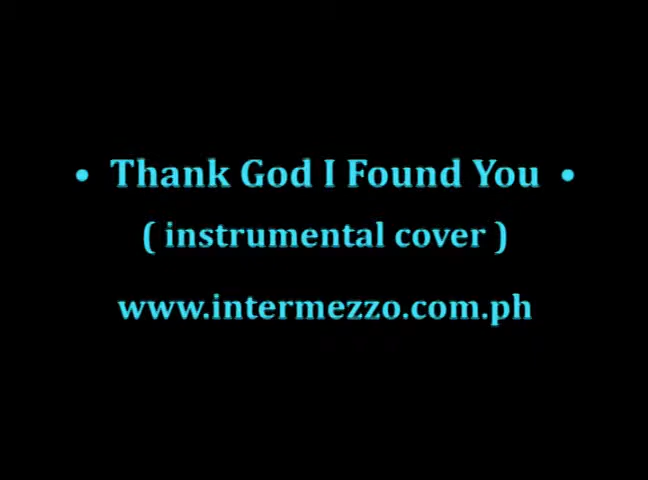 • Thank God I Found You •
( instrumental cover )
www.intermezzo.com.ph